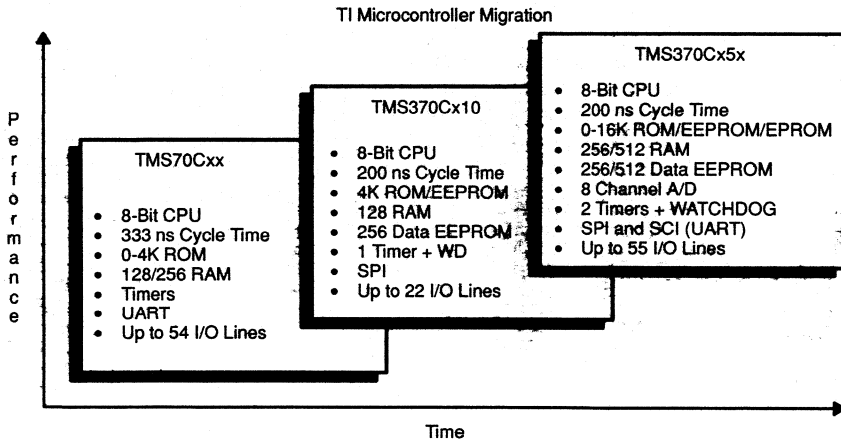 TI Microcontroller Migration
Performance
TMS70Cxx
• 8-Bit CPU
• 333 ns Cycle Time
• 0-4K ROM
• 128/256 RAM
• Timers
• UART
• Up to 54 I/O Lines
TMS370Cx10
• 8-Bit CPU
• 200 ns Cycle Time
• 4K ROM/EEPROM
• 128 RAM
• 256 Data EEPROM
• 1 Timer + WD
• SPI
• Up to 22 I/O Lines
TMS370Cx5x
• 8-Bit CPU
• 200 ns Cycle Time
• 0-16K ROM/EEPROM/EPROM
• 256/512 RAM
• 256/512 Data EEPROM
• 8 Channel A/D
• 2 Timers + WATCHDOG
• SPI and SCI (UART)
• Up to 55 I/O Lines
Time